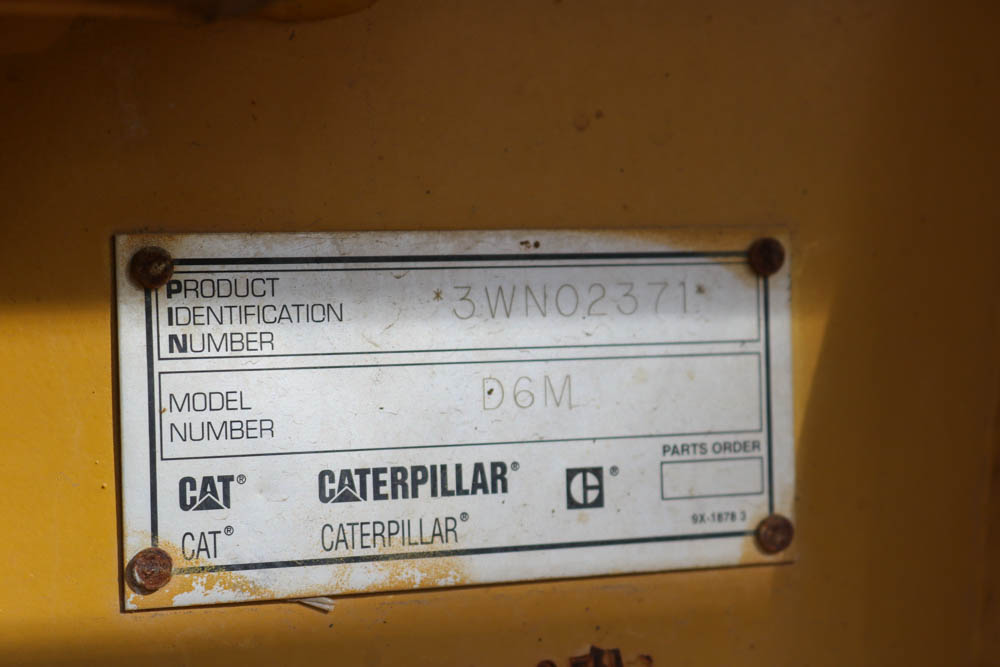 PRODUCT
IDENTIFICATION
NUMBER
*3WN02371*
MODEL
NUMBER
D6M
PARTS ORDER
CAT® CATERPILLAR® C®
CAT® CATERPILLAR®
9X-1878 3